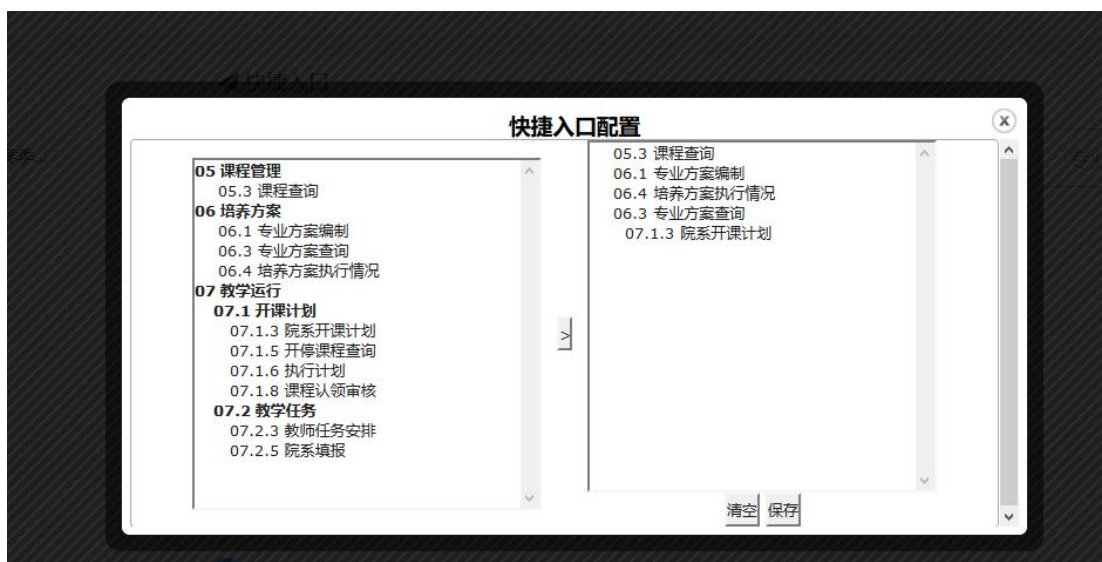 快捷入口
快捷入口配置
05 课程管理
05.3 课程查询
06 培养方案
06.1 专业方案编制
06.3 专业方案查询
06.4 培养方案执行情况
07 教学运行
07.1 开课计划
07.1.3 院系开课计划
07.1.5 开停课程查询
07.1.6 执行计划
07.1.8 课程认领审核
07.2 教学任务
07.2.3 教师任务安排
07.2.5 院系填报
>
05.3 课程查询
06.1 专业方案编制
06.4 培养方案执行情况
06.3 专业方案查询
07.1.3 院系开课计划
清空 保存